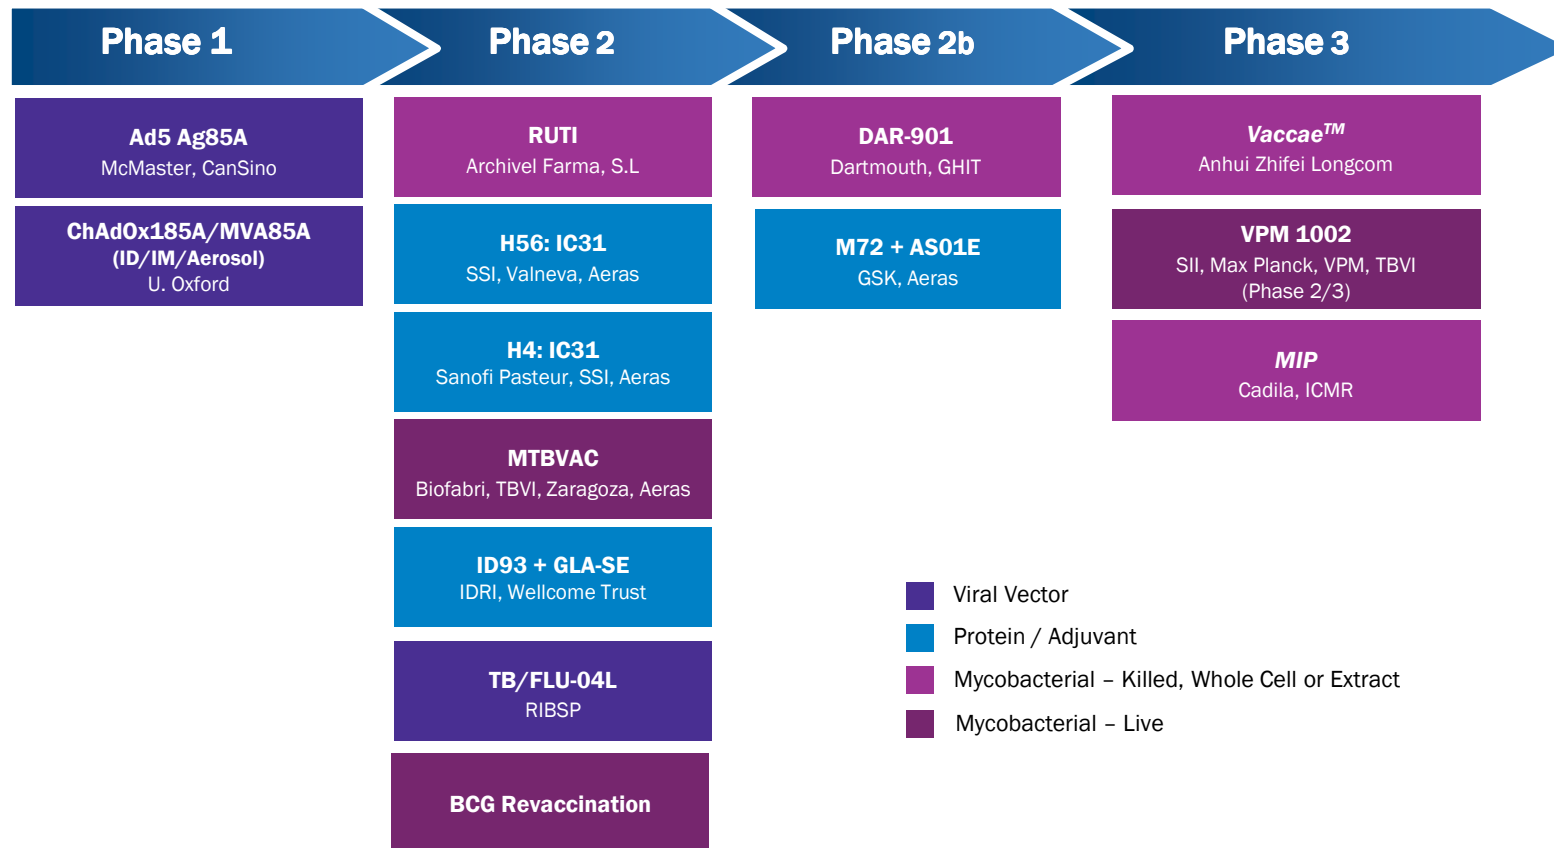 Phase 1
Phase 2
Phase 2b
Phase 3
Ad5 Ag85A
McMaster, CanSino
ChAdOx185A/MVA85A
(ID/IM/Aerosol)
U. Oxford
RUTI
Archivel Farma, S.L
H56: IC31
SSI, Valneva, Aeras
H4: IC31
Sanofi Pasteur, SSI, Aeras
MTBVAC
Biofabri, TBVI, Zaragoza, Aeras
ID93 + GLA-SE
IDRI, Wellcome Trust
TB/FLU-04L
RIBSP
BCG Revaccination
DAR-901
Dartmouth, GHIT
M72 + AS01E
GSK, Aeras
Vaccae™
Anhui Zhifei Longcom
VPM 1002
SII, Max Planck, VPM, TBVI
(Phase 2/3)
MIP
Cadila, ICMR
Viral Vector
Protein / Adjuvant
Mycobacterial – Killed, Whole Cell or Extract
Mycobacterial – Live